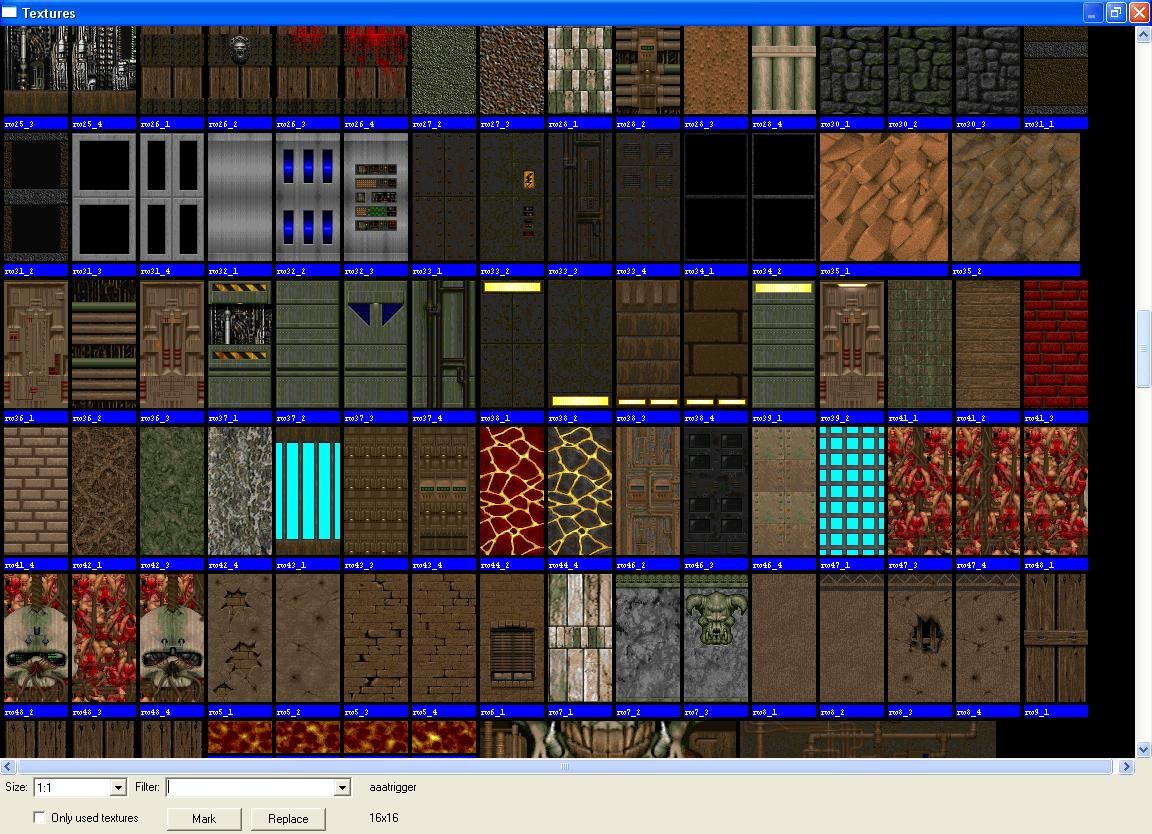 Textures
rw25_3 rw25_4 rw26_1 rw26_2 rw26_3 rw26_4 rw27_2 rw27_3 rw28_1 rw28_2 rw28_3 rw28_4 rw30_1 rw30_2 rw30_3 rw31_1
rw31_2 rw31_3 rw31_4 rw32_1 rw32_2 rw32_3 rw33_1 rw33_2 rw33_3 rw33_4 rw34_1 rw34_2 rw35_1 rw35_2
rw36_1 rw36_2 rw36_3 rw37_1 rw37_2 rw37_3 rw37_4 rw38_1 rw38_2 rw38_3 rw38_4 rw39_1 rw39_2 rw41_1 rw41_2 rw41_3
rw41_4 rw42_1 rw42_3 rw42_4 rw43_1 rw43_3 rw43_4 rw44_2 rw44_4 rw46_2 rw46_3 rw46_4 rw47_1 rw47_3 rw47_4 rw48_1
rw48_2 rw48_3 rw48_4 rw5_1 rw5_2 rw5_3 rw5_4 rw6_1 rw7_1 rw7_2 rw7_3 rw8_1 rw8_2 rw8_3 rw8_4 rw9_1
Size: 1:1 Filter: aaatrigger
Only used textures Mark Replace 16x16